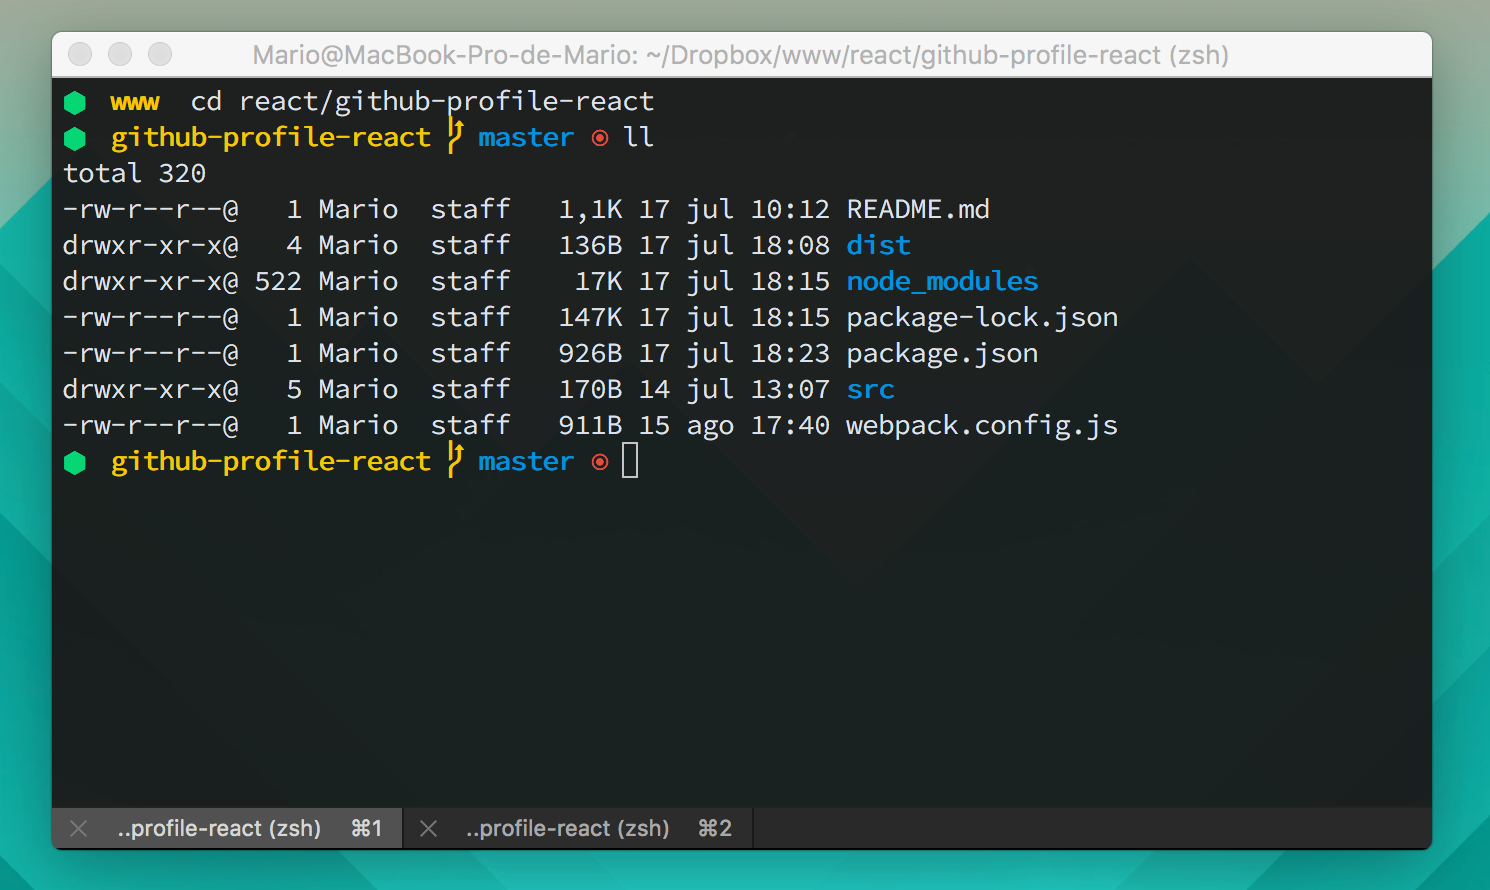 Mario@MacBook-Pro-de-Mario: ~/Dropbox/www/react/github-profile-react (zsh)
www cd react/github-profile-react
github-profile-react master ll
total 320
-rw-r--r--@ 1 Mario staff 1,1K 17 jul 10:12 README.md
drwxr-xr-x@ 4 Mario staff 136B 17 jul 18:08 dist
drwxr-xr-x@ 522 Mario staff 17K 17 jul 18:15 node_modules
-rw-r--r--@ 1 Mario staff 147K 17 jul 18:15 package-lock.json
-rw-r--r--@ 1 Mario staff 926B 17 jul 18:23 package.json
drwxr-xr-x@ 5 Mario staff 170B 14 jul 13:07 src
-rw-r--r--@ 1 Mario staff 911B 15 ago 17:40 webpack.config.js
github-profile-react master
..profile-react (zsh) ⌘1 ..profile-react (zsh) ⌘2